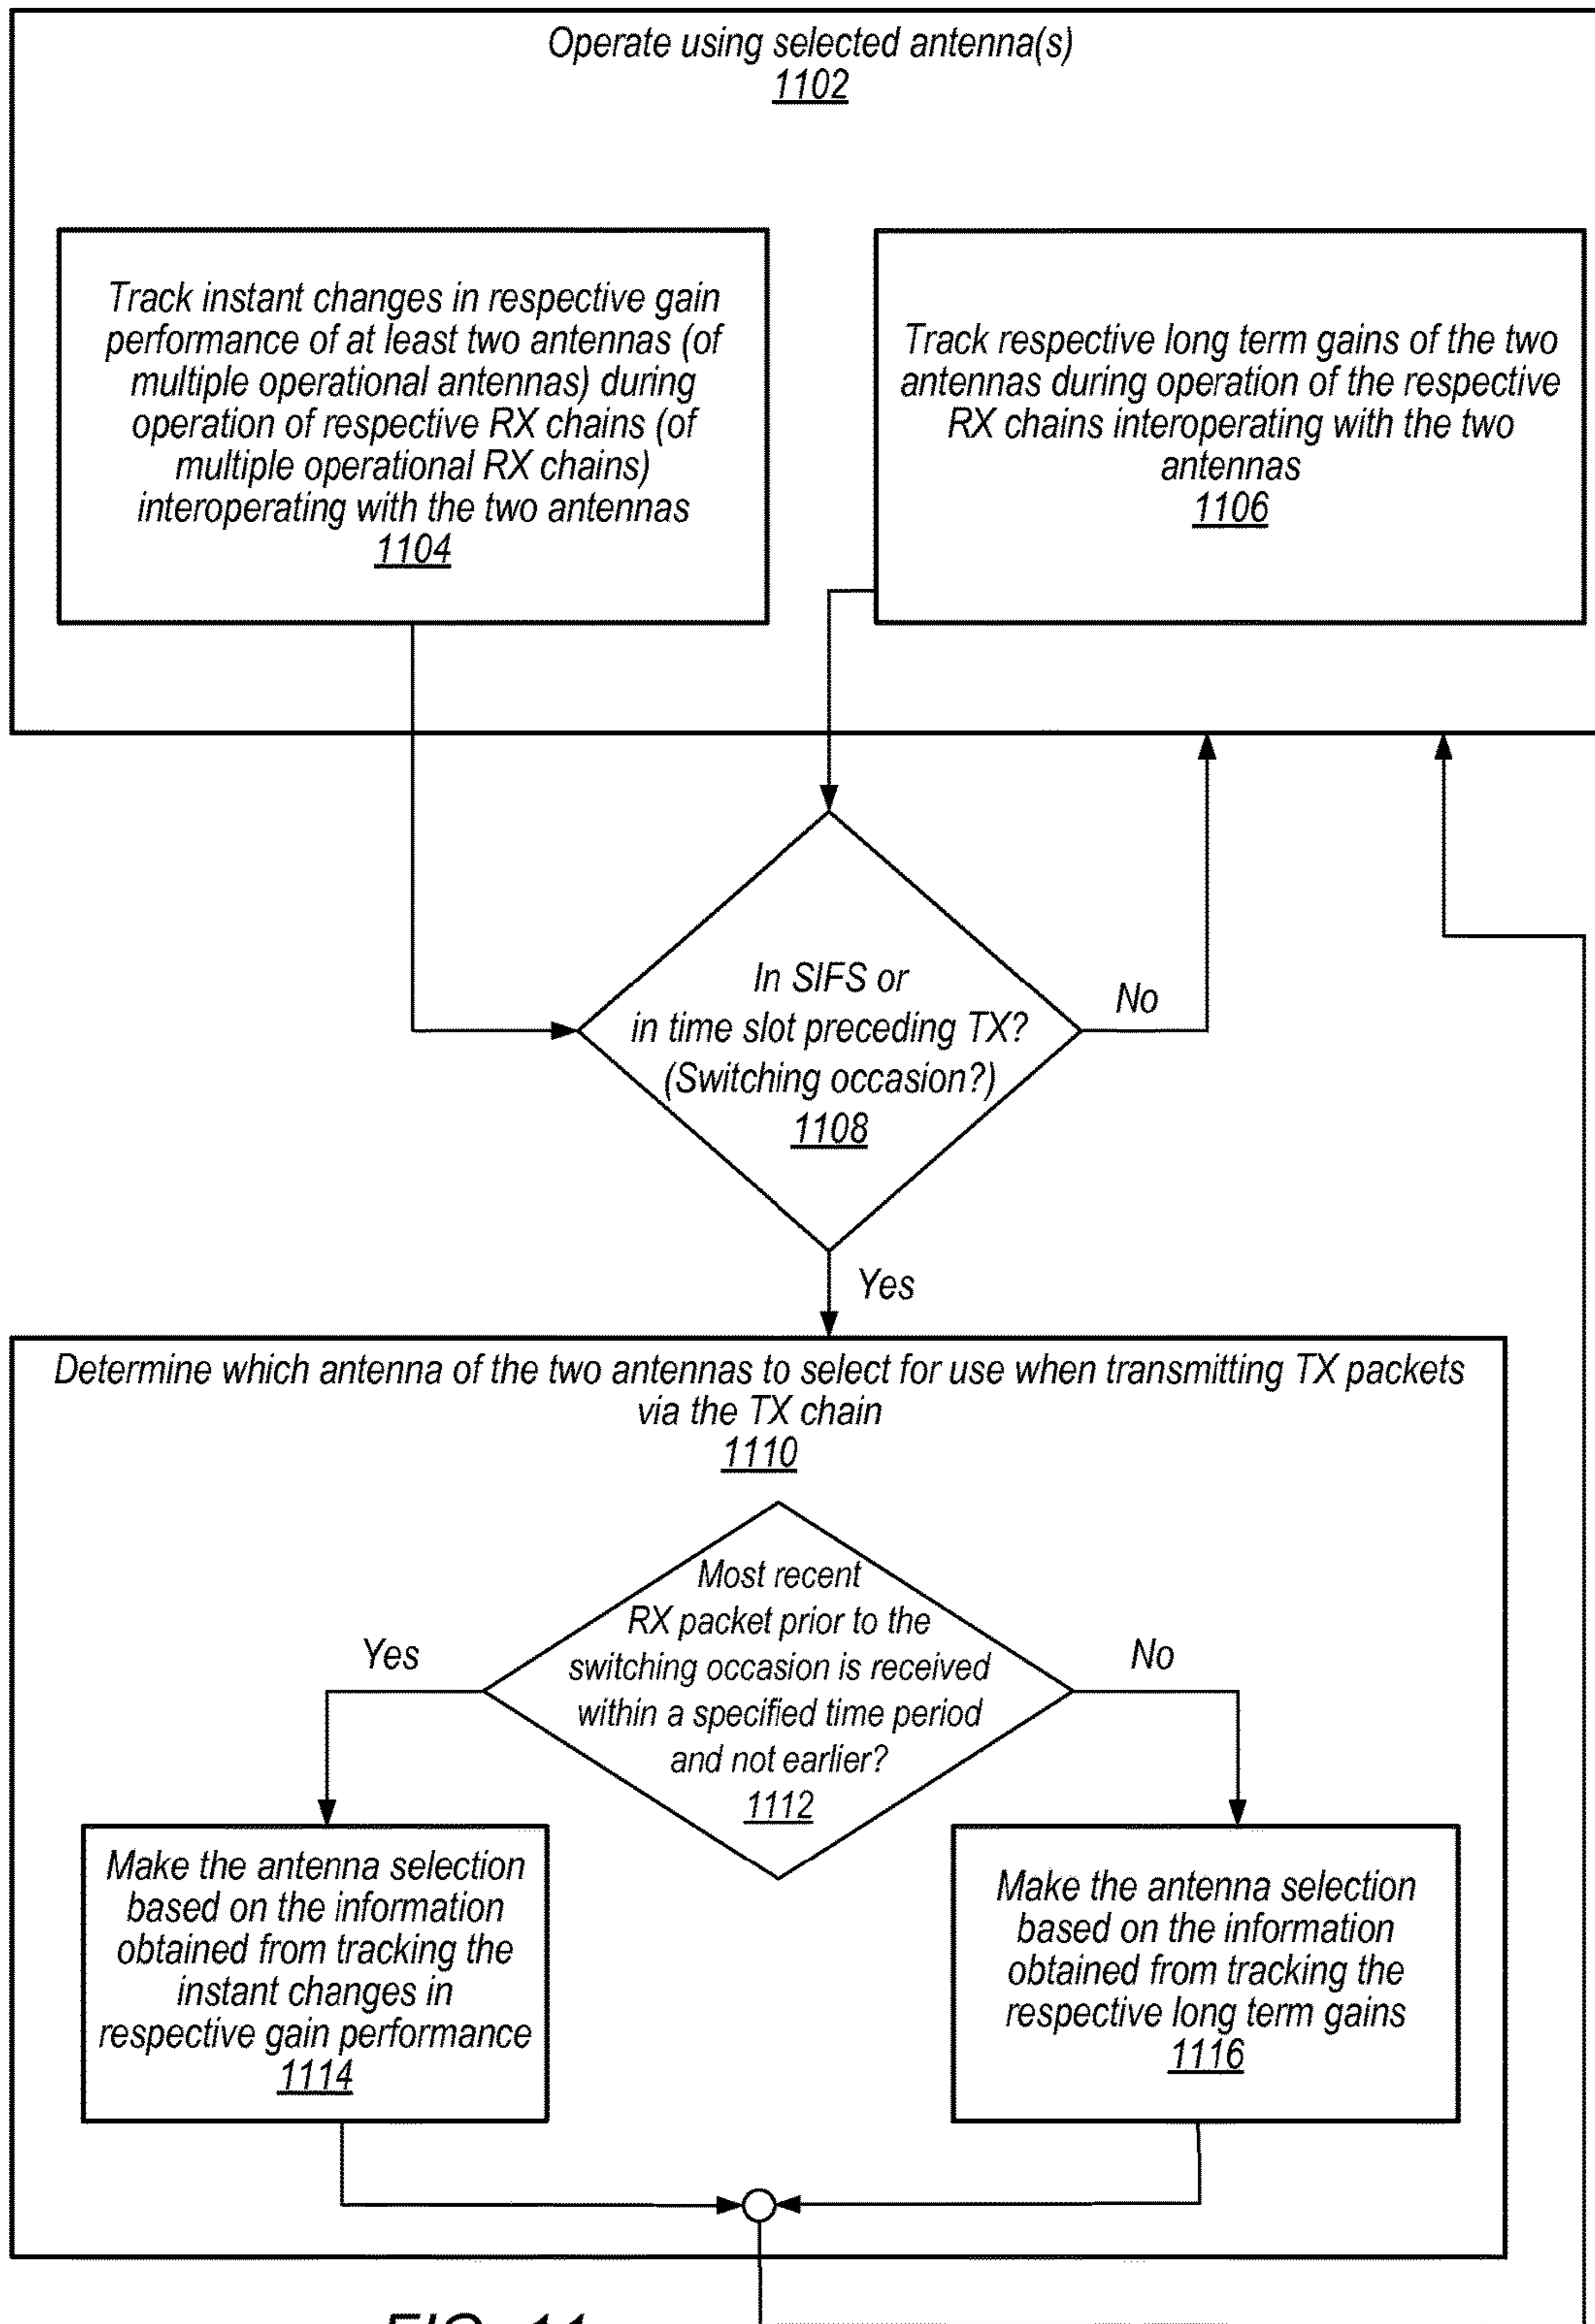 Operate using selected antenna(s)
1102
Track instant changes in respective gain
performance of at least two antennas (of
multiple operational antennas) during
operation of respective RX chains (of
multiple operational RX chains)
interoperating with the two antennas
1104
Track respective long term gains of the two
antennas during operation of the respective
RX chains interoperating with the two
antennas
1106
In SIFS or
in time slot preceding TX?
(Switching occasion?)
1108
No
Yes
Determine which antenna of the two antennas to select for use when transmitting TX packets
via the TX chain
1110
Most recent
RX packet prior to the
switching occasion is received
within a specified time period
and not earlier?
1112
Yes
No
Make the antenna selection
based on the information
obtained from tracking the
instant changes in
respective gain performance
1114
Make the antenna selection
based on the information
obtained from tracking the
respective long term gains
1116
FIG. 11